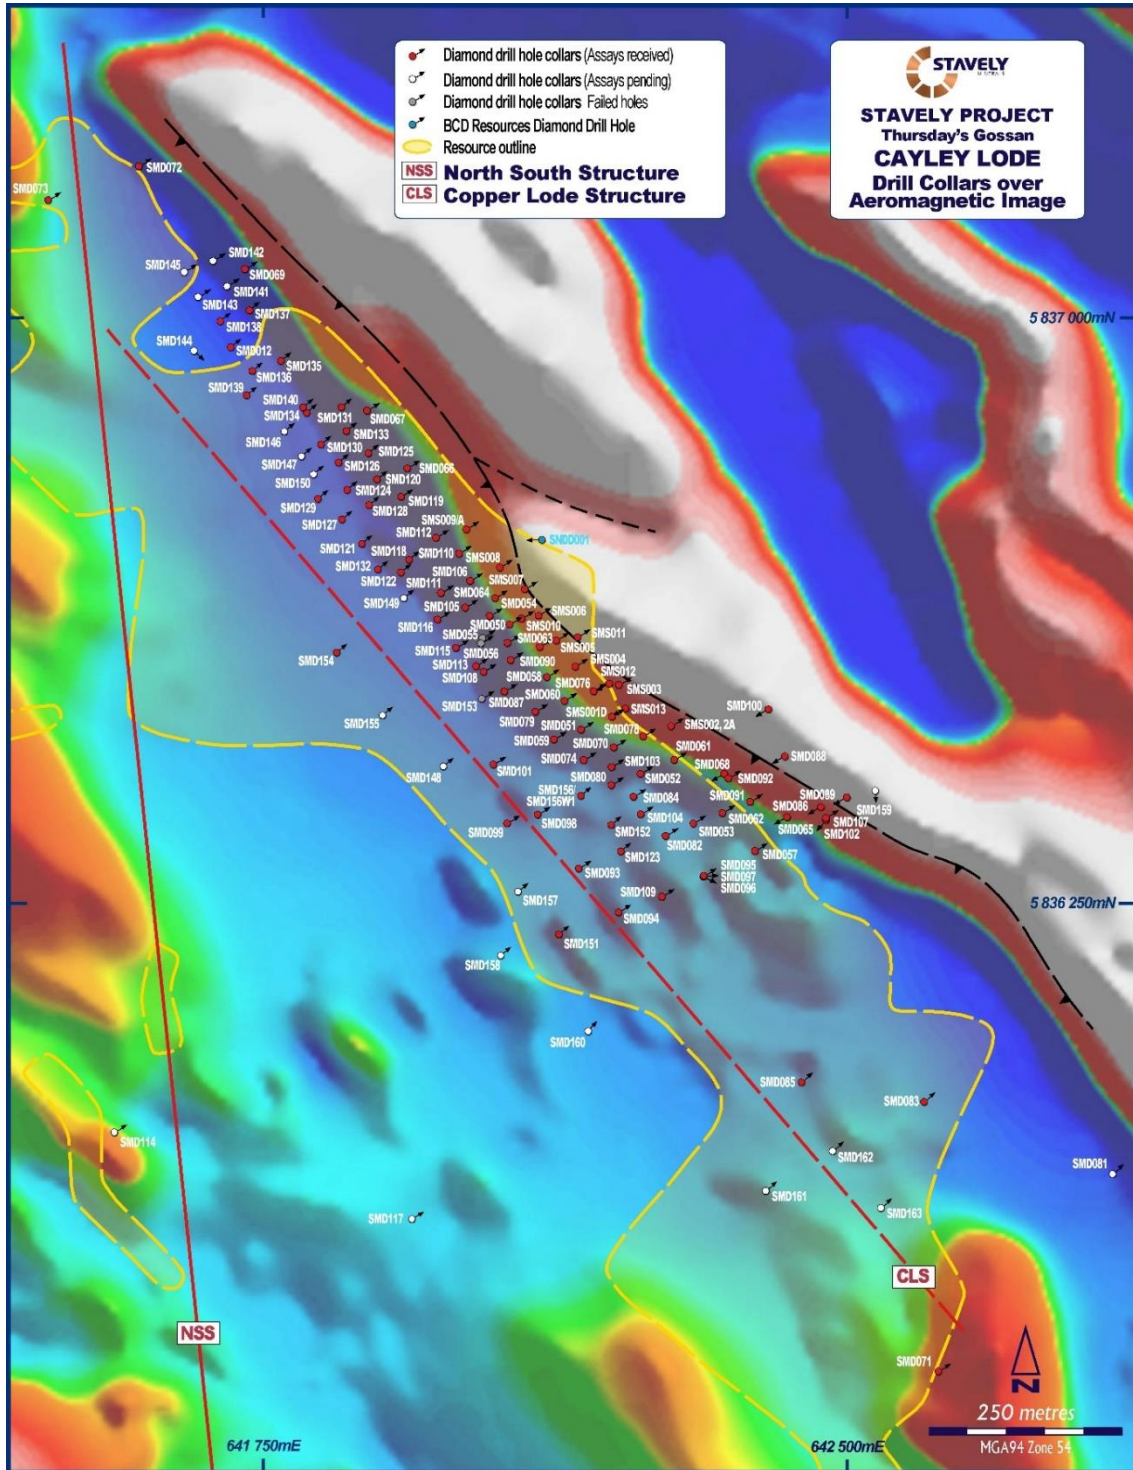 Diamond drill hole collars (Assays received)
Diamond drill hole collars (Assays pending)
Diamond drill hole collars Failed holes
BCD Resources Diamond Drill Hole
Resource outline
NSS North South Structure
CLS Copper Lode Structure
STAVELY
STAVELY PROJECT
Thursday's Gossan
CAYLEY LODE
Drill Collars over
Aeromagnetic Image
SMD072
SMD073
SMD142
SMD145
SMD069
SMD141
SMD143
SMD137
5 837 000mN
SMD138
SMD144
SMD012
SMD135
SMD136
SMD139
SMD140
SMD134
SMD131
SMD067
SMD133
SMD146
SMD130
SMD125
SMD147
SMD126
SMD066
SMD150
SMD120
SMD124
SMD119
SMD129
SMD128
SMD127
SMS009/A
SMD112
SNDD001
SMD121
SMD118
SMD110
SMS008
SMD132
SMD122
SMD106
SMD111
SMS007
SMD064
SMD149
SMD105
SMD054
SMS006
SMD116
SMD050
SMS010
SMD055
SMD063
SMS011
SMD115
SMD056
SMS005
SMD113
SMD090
SMS004
SMD154
SMD108
SMD058
SMD076
SMS012
SMD153
SMD087
SMD060
SMS003
SMD155
SMD079
SMS001D
SMS013
SMD100
SMD051
SMD078
SMS002, 2A
SMD059
SMD070
SMD061
SMD088
SMD074
SMD103
SMD068
SMD148
SMD101
SMD080
SMD052
SMD092
SMD156/
SMD156W1
SMD084
SMD091
SMD089
SMD086
SMD159
SMD099
SMD098
SMD104
SMD062
SMD107
SMD152
SMD053
SMD065
SMD102
SMD082
SMD123
SMD057
SMD093
SMD095
SMD097
SMD096
SMD157
SMD109
SMD094
5 836 250mN
SMD151
SMD158
SMD160
SMD085
SMD083
SMD114
SMD162
SMD081
SMD161
SMD163
SMD117
CLS
NSS
SMD071
N
250 metres
641 750mE
642 500mE
MGA94 Zone 54